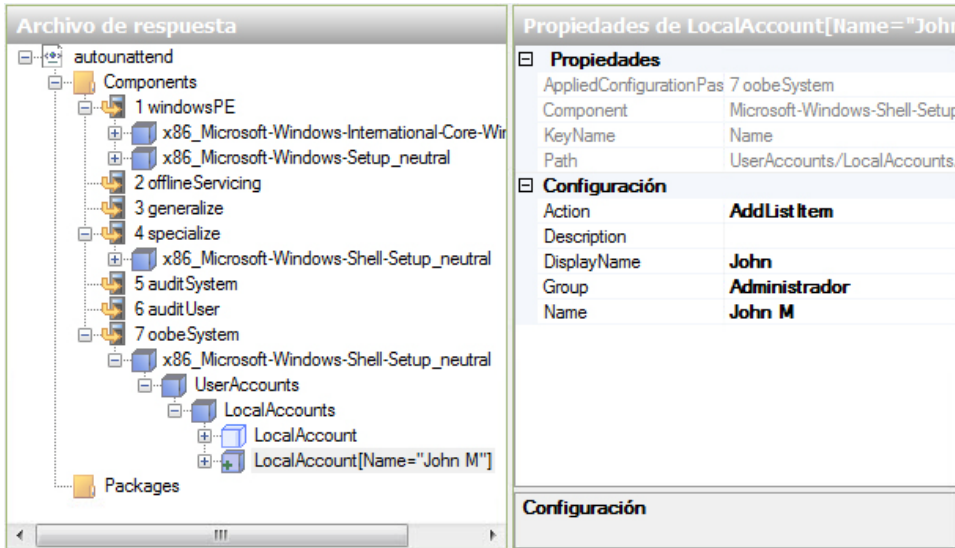 Archivo de respuesta
autounattend
Components
1 windowsPE
x86_Microsoft-Windows-International-Core-Wir
x86_Microsoft-Windows-Setup_neutral
2 offlineServicing
3 generalize
4 specialize
x86_Microsoft-Windows-Shell-Setup_neutral
5 auditSystem
6 auditUser
7 oobeSystem
x86_Microsoft-Windows-Shell-Setup_neutral
UserAccounts
LocalAccounts
LocalAccount
LocalAccount[Name="John M"]
Packages
Propiedades de LocalAccount[Name="John
Propiedades
AppliedConfigurationPas 7 oobeSystem
Component Microsoft-Windows-Shell-Setup
KeyName Name
Path UserAccounts/LocalAccounts
Configuración
Action AddListItem
Description
DisplayName John
Group Administrador
Name John M
Configuración